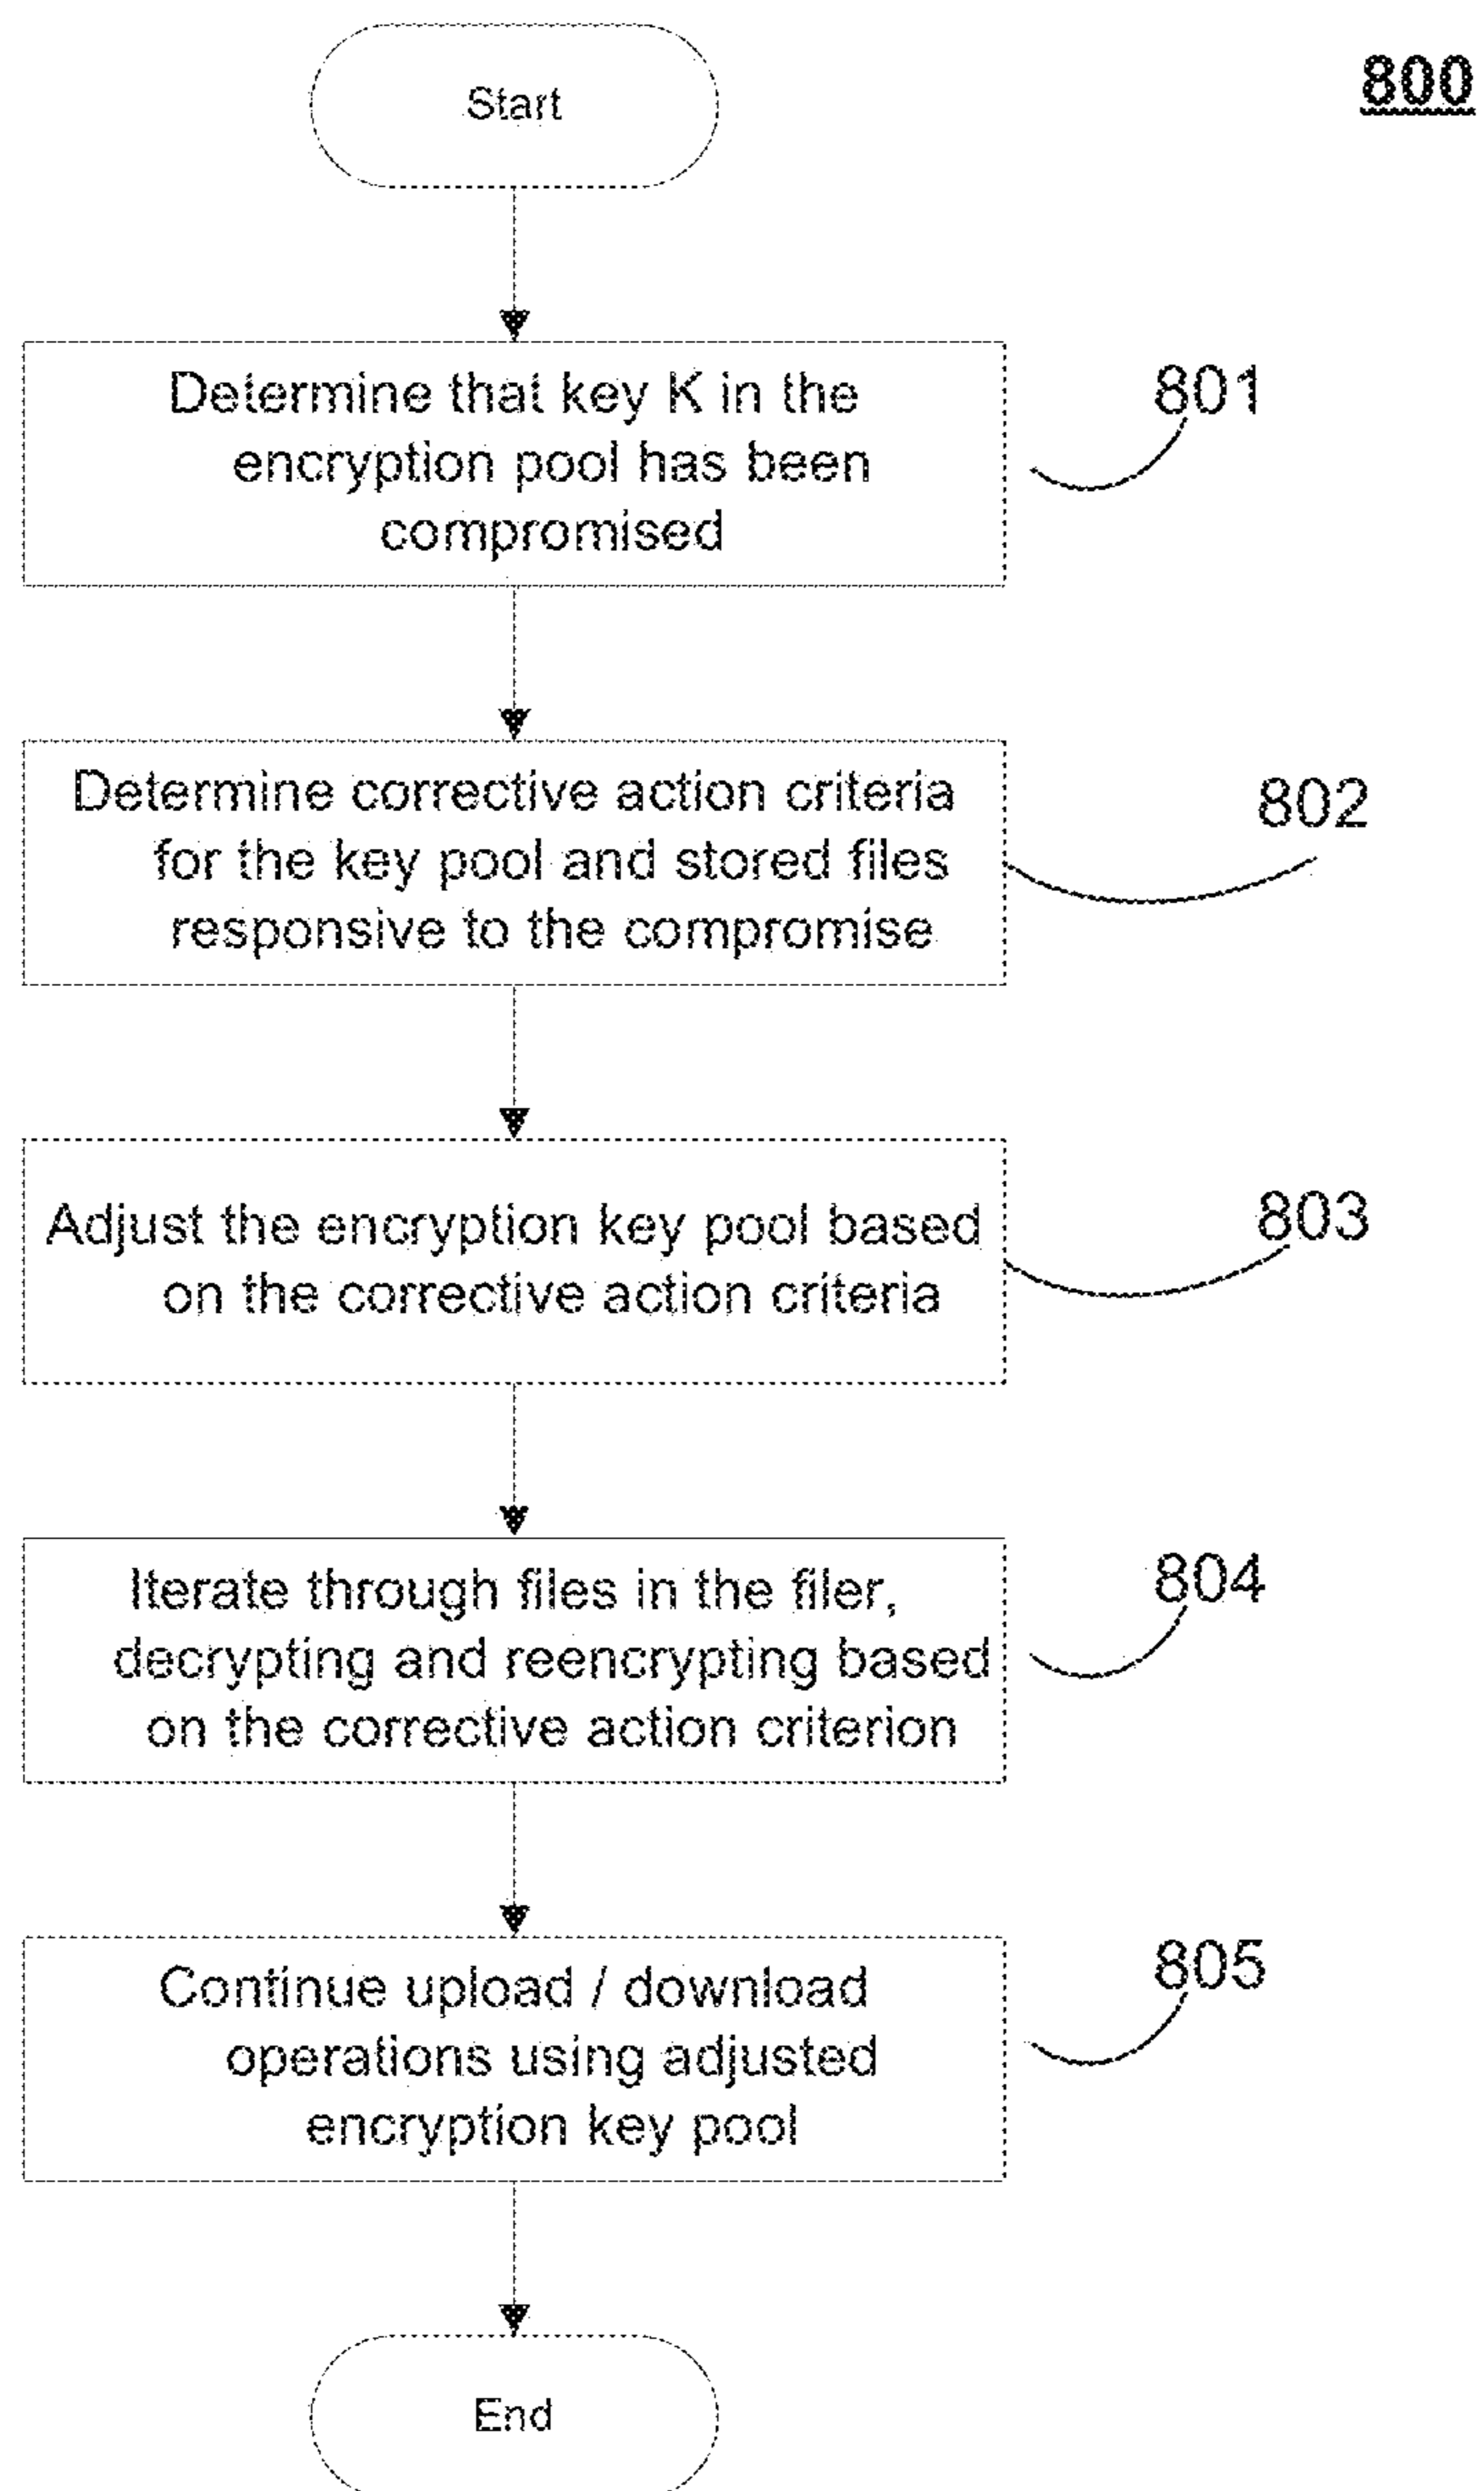 800
Start
Determine that key K in the
encryption pool has been
compromised
801
Determine corrective action criteria
for the key pool and stored files
responsive to the compromise
802
Adjust the encryption key pool based
on the corrective action criteria
803
Iterate through files in the filer,
decrypting and reencrypting based
on the corrective action criterion
804
Continue upload / download
operations using adjusted
encryption key pool
805
End